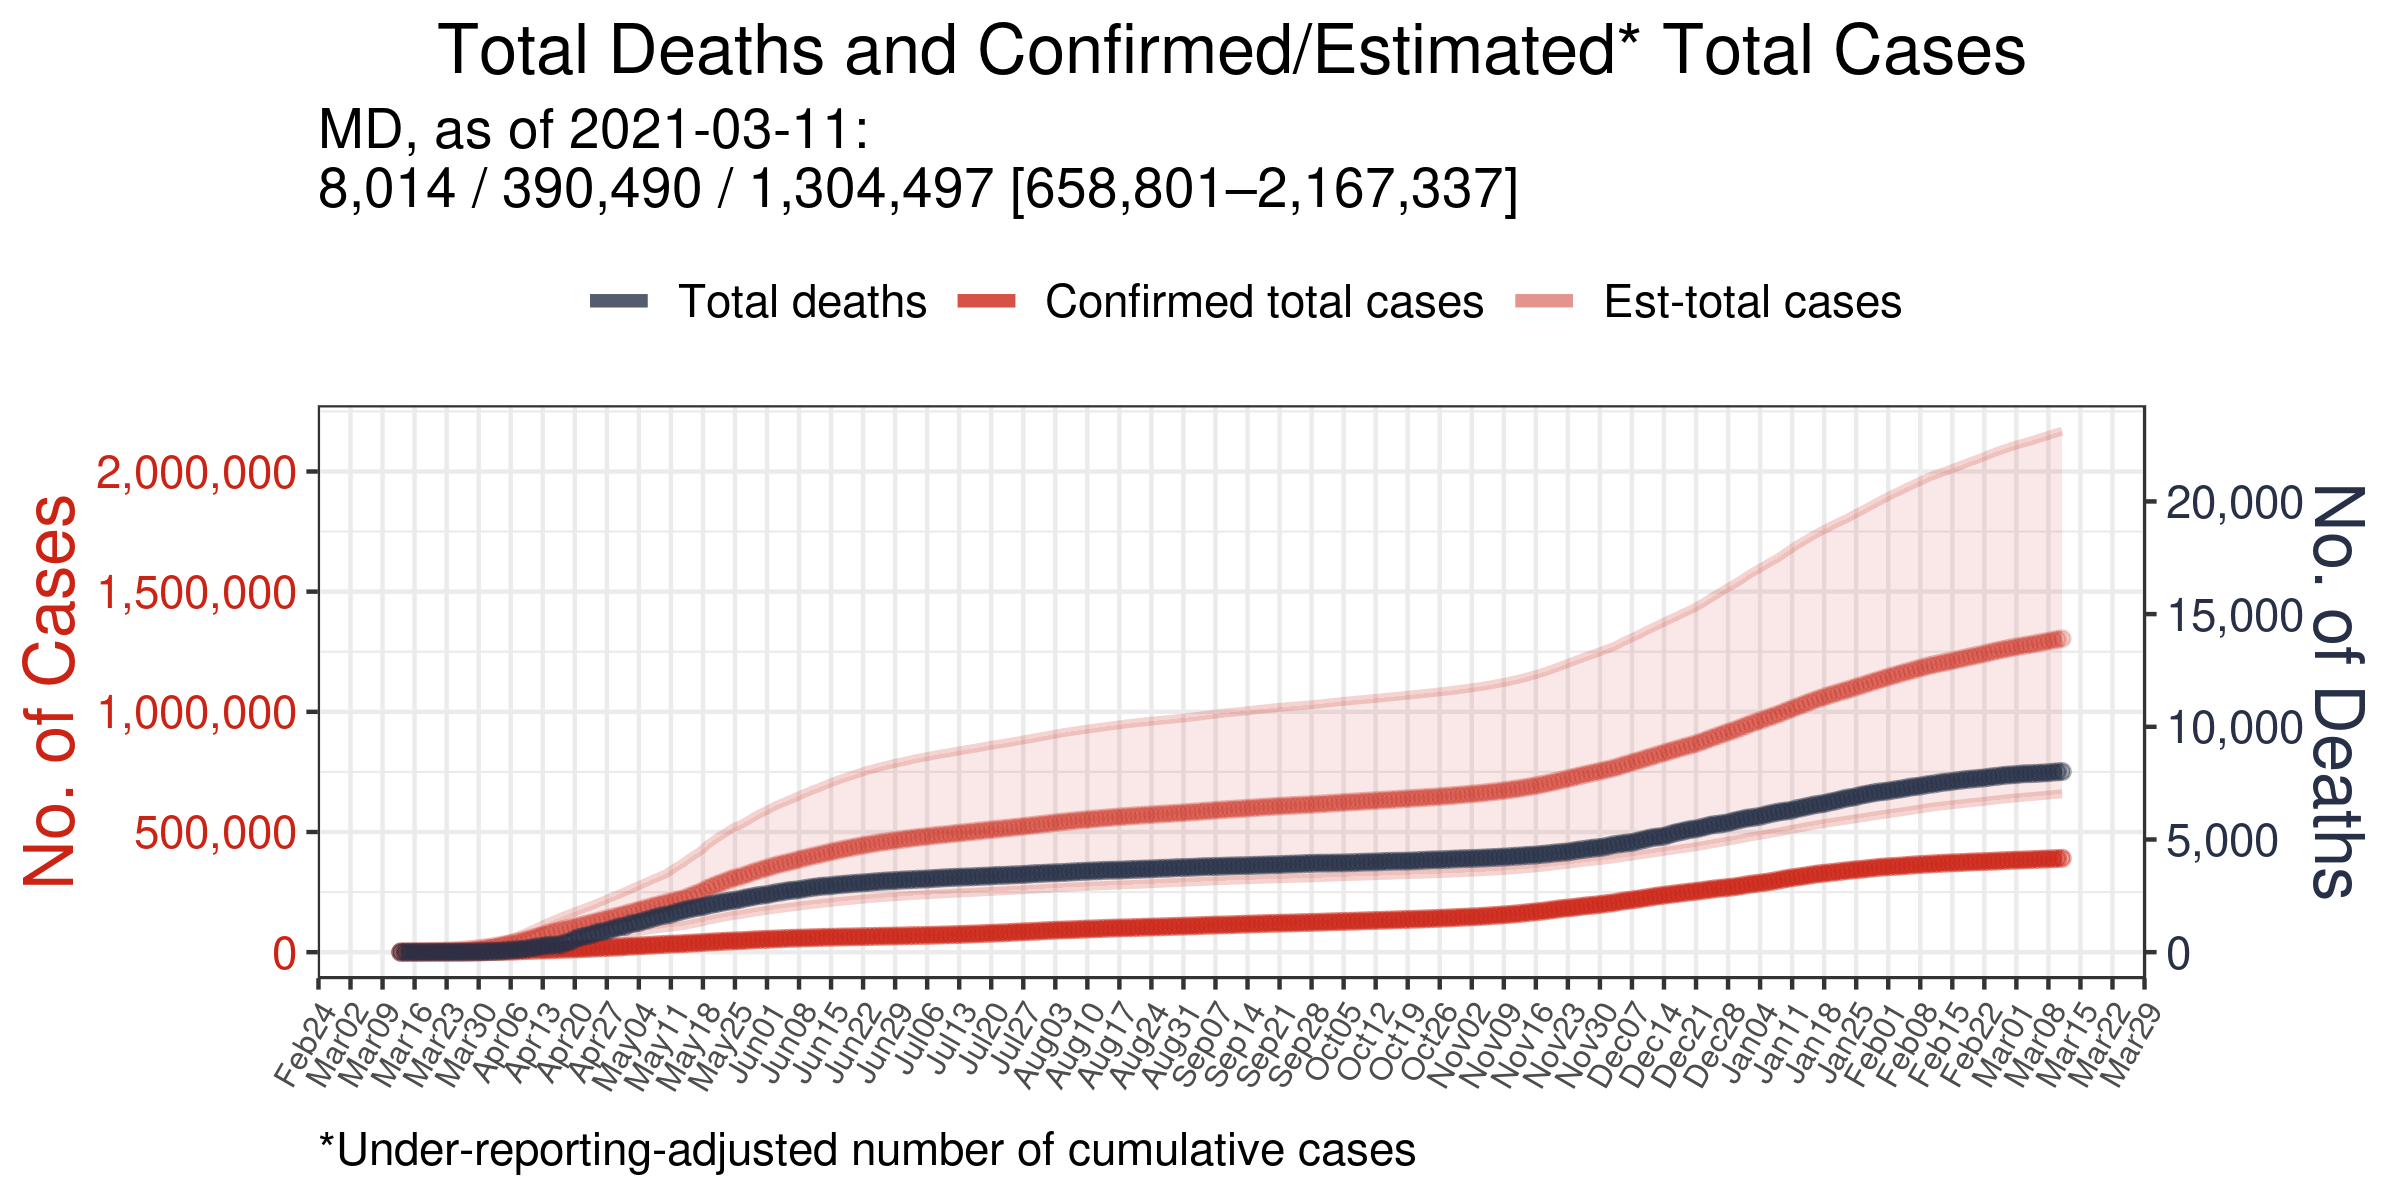 Total Deaths and Confirmed/Estimated* Total Cases
MD, as of 2021-03-11:
8,014 / 390,490 / 1,304,497 [658,801–2,167,337]
Total deaths
Confirmed total cases
Est-total cases
No. of Cases
2,000,000
1,500,000
1,000,000
500,000
0
20,000
15,000
10,000
5,000
0
No. of Deaths
Feb24
Mar02
Mar09
Mar16
Mar23
Mar30
Apr06
Apr13
Apr20
Apr27
May04
May11
May18
May25
Jun01
Jun08
Jun15
Jun22
Jun29
Jul06
Jul13
Jul20
Jul27
Aug03
Aug10
Aug17
Aug24
Aug31
Sep07
Sep14
Sep21
Sep28
Oct05
Oct12
Oct19
Oct26
Nov02
Nov09
Nov16
Nov23
Nov30
Dec07
Dec14
Dec21
Dec28
Jan04
Jan11
Jan18
Jan25
Feb01
Feb08
Feb15
Feb22
Mar01
Mar08
Mar15
Mar22
Mar29
*Under-reporting-adjusted number of cumulative cases